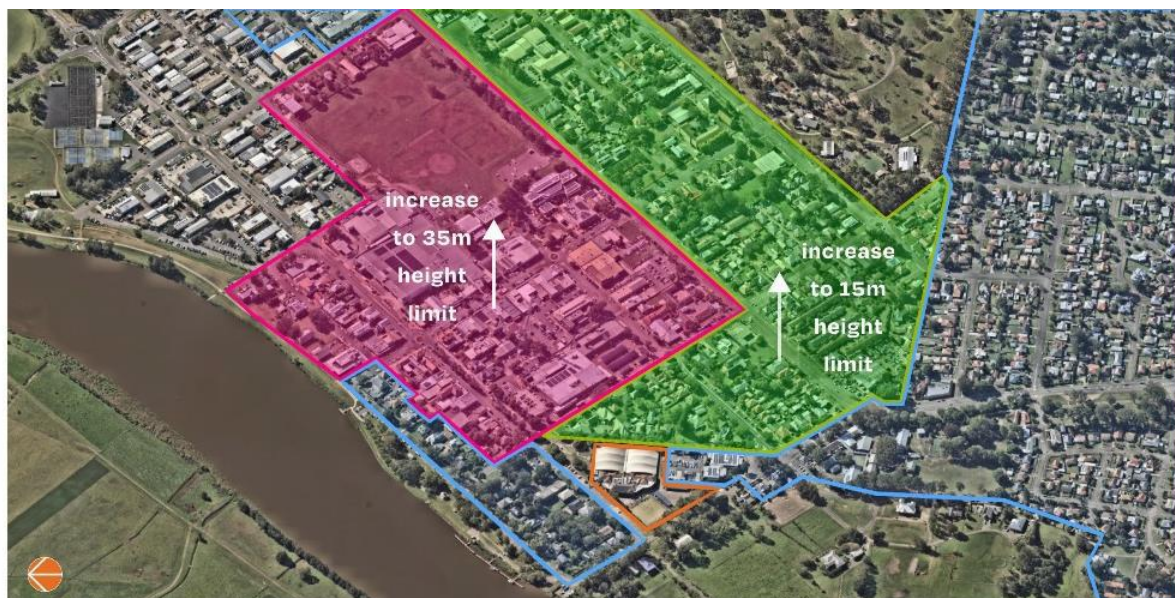 increase
to 35m
height
limit
increase
to 15m
height
limit